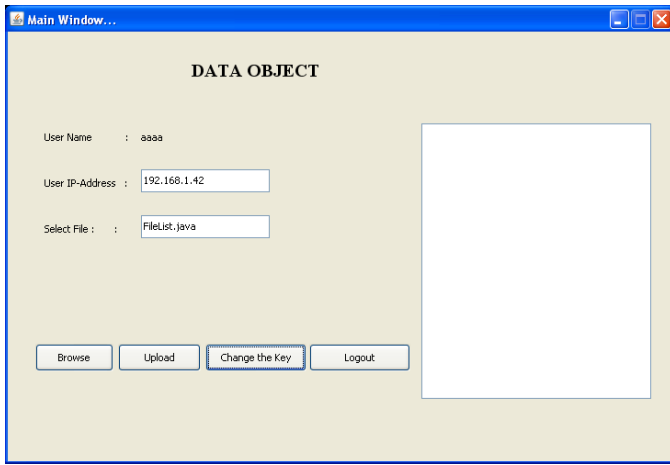 Main Window...
DATA OBJECT
User Name : aaaa
User IP-Address : 192.168.1.42
Select File : : FileList.java
Browse Upload Change the Key Logout